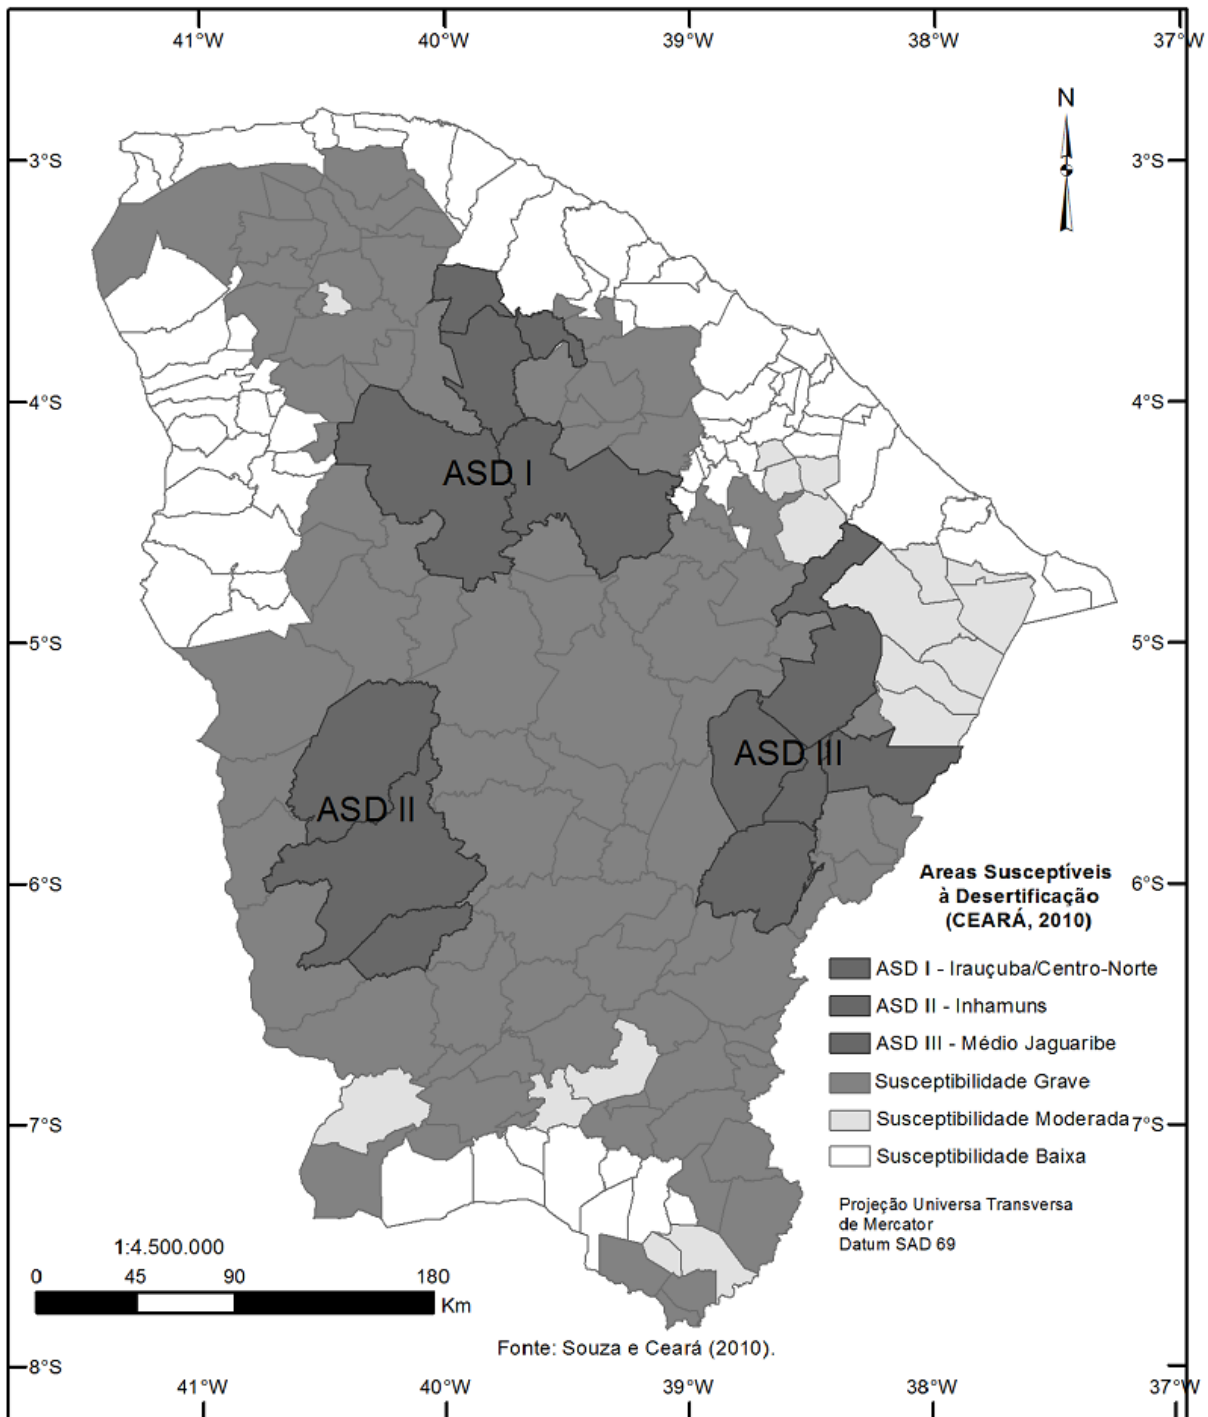 41°W 40°W 39°W 38°W 37°W
N
3°S 3°S
4°S 4°S
ASD I
5°S 5°S
ASD III
ASD II
6°S 6°S
Areas Susceptíveis
à Desertificação
(CEARÁ, 2010)
ASD I - Irauçuba/Centro-Norte
ASD II - Inhamuns
ASD III - Médio Jaguaribe
Susceptibilidade Grave
Susceptibilidade Moderada
7°S 7°S
Susceptibilidade Baixa
Projeção Universa Transversa
de Mercator
Datum SAD 69
1:4.500.000
0 45 90 180
Km
Fonte: Souza e Ceará (2010).
8°S
41°W 40°W 39°W 38°W 37°W